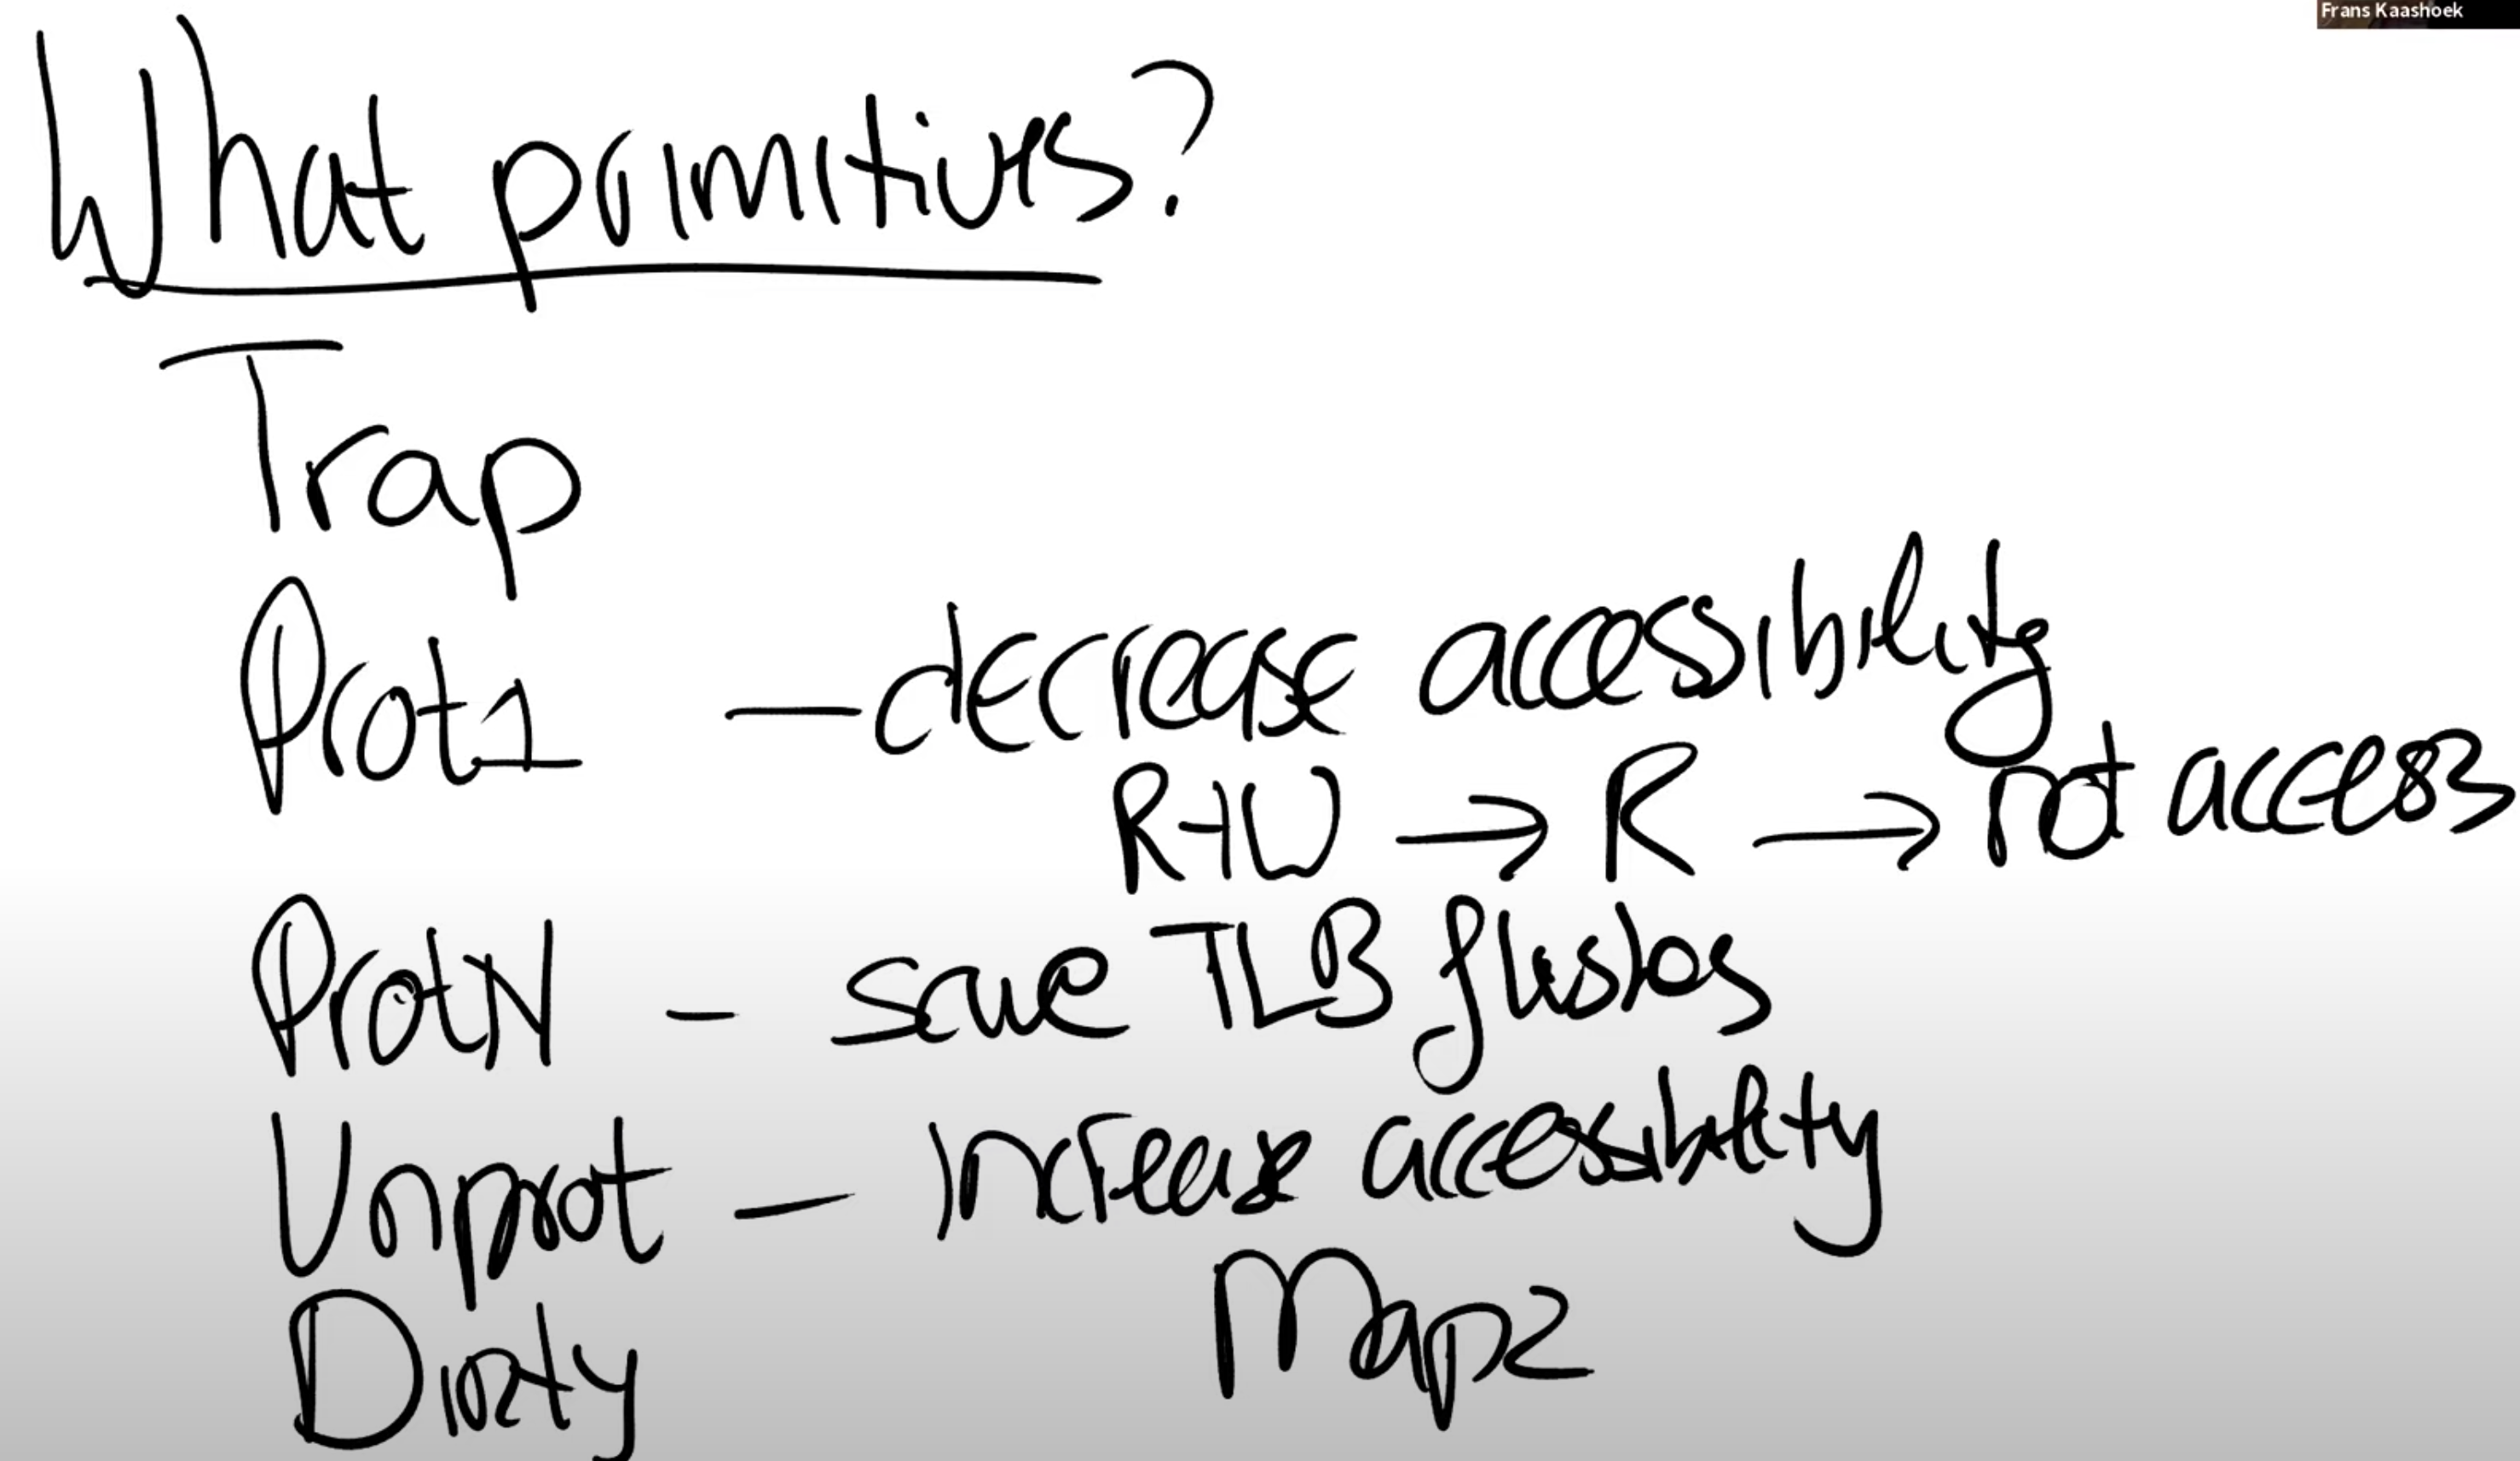 Frans Kaashoek
What primitives?
Trap
Prot1 — decrease accessibility
R+W → R → not access
ProtN – save TLB flushes
Unprot — increase accessibility
Dirty Map2